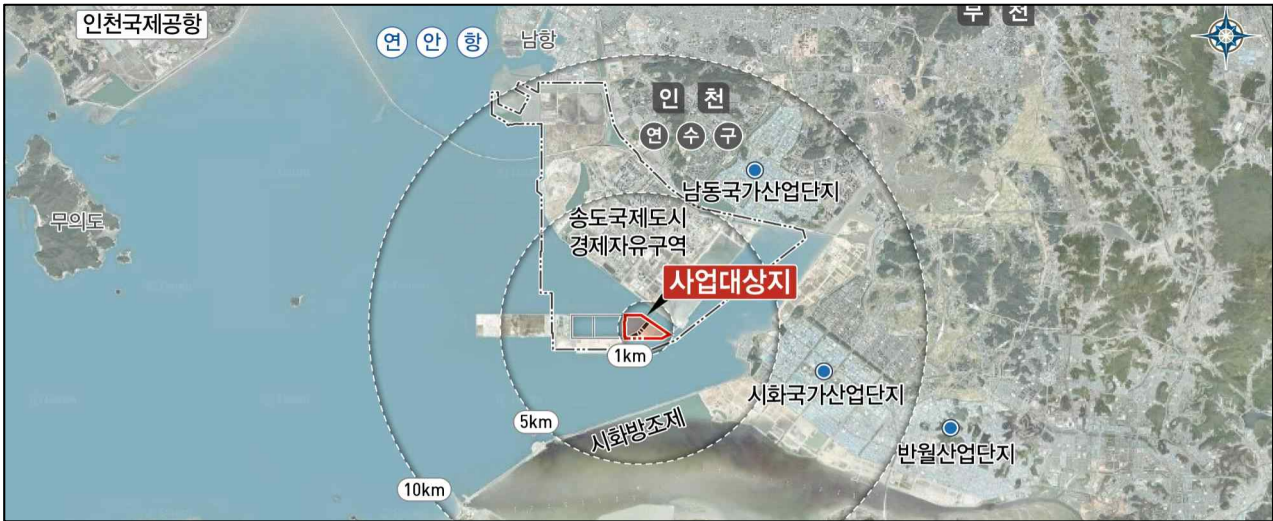 인천국제공항
연안항
남항
부천
인천
연수구
남동국가산업단지
무의도
송도국제도시
경제자유구역
사업대상지
1km
시화국가산업단지
5km
시화방조제
반월산업단지
10km